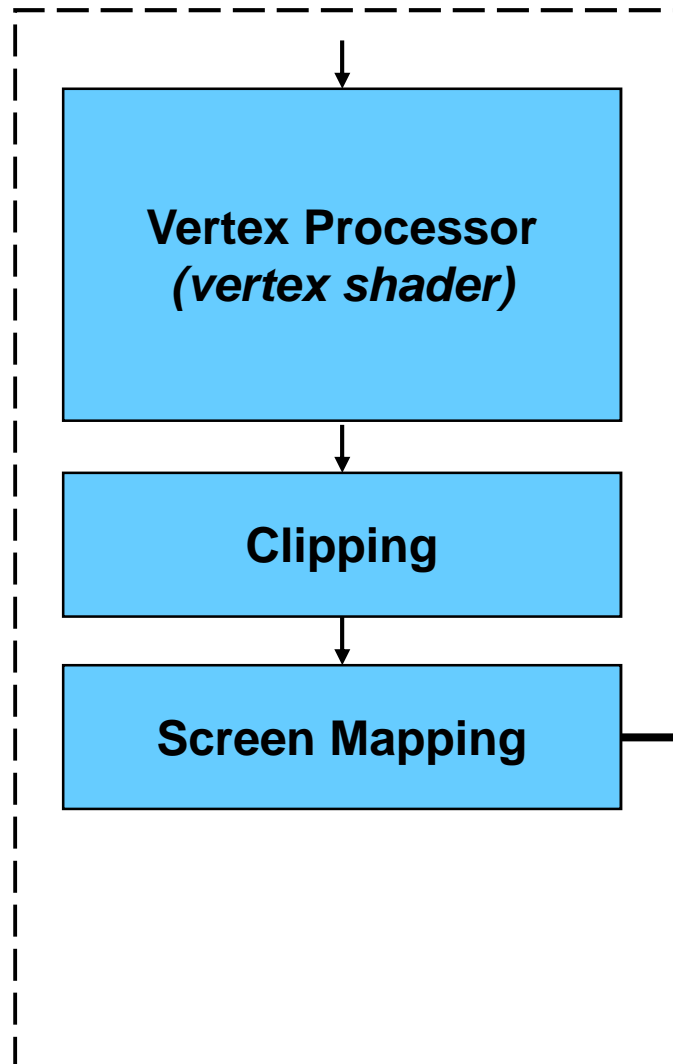 Vertex Processor
(vertex shader)
Clipping
Screen Mapping